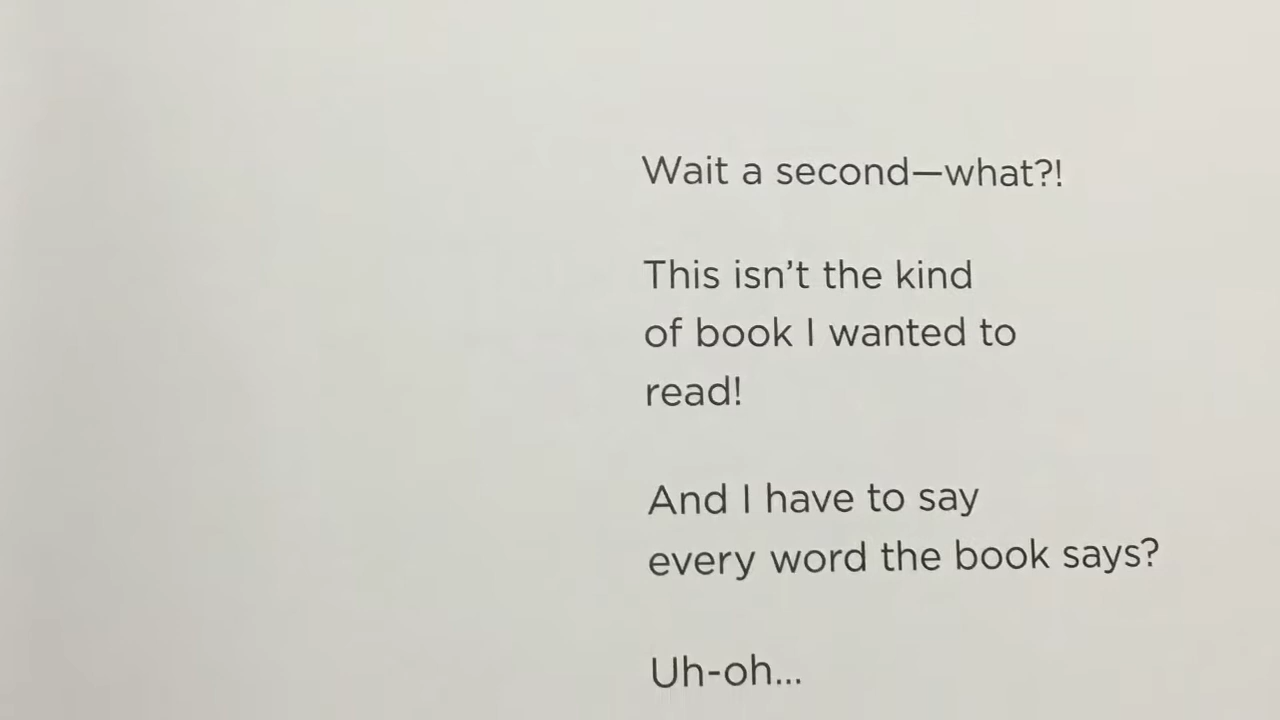 Wait a second—what?!
This isn’t the kind
of book I wanted to
read!
And I have to say
every word the book says?
Uh-oh...